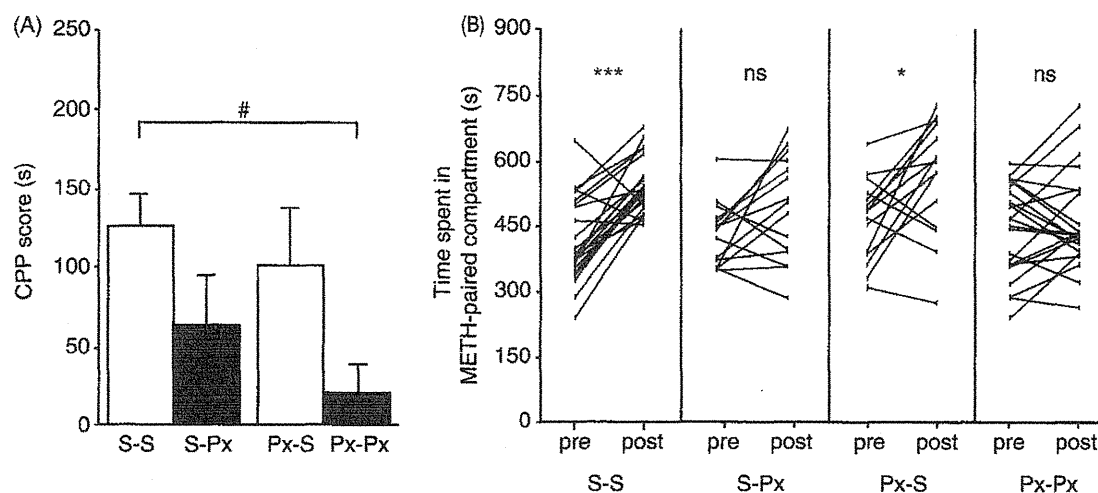 (A)
250
200
150
100
50
0
CPP score (s)
#
S-S S-Px Px-S Px-Px
(B)
900
750
600
450
300
150
0
Time spent in
METH-paired compartment (s)
*** ns * ns
pre post pre post pre post pre post
S-S S-Px Px-S Px-Px